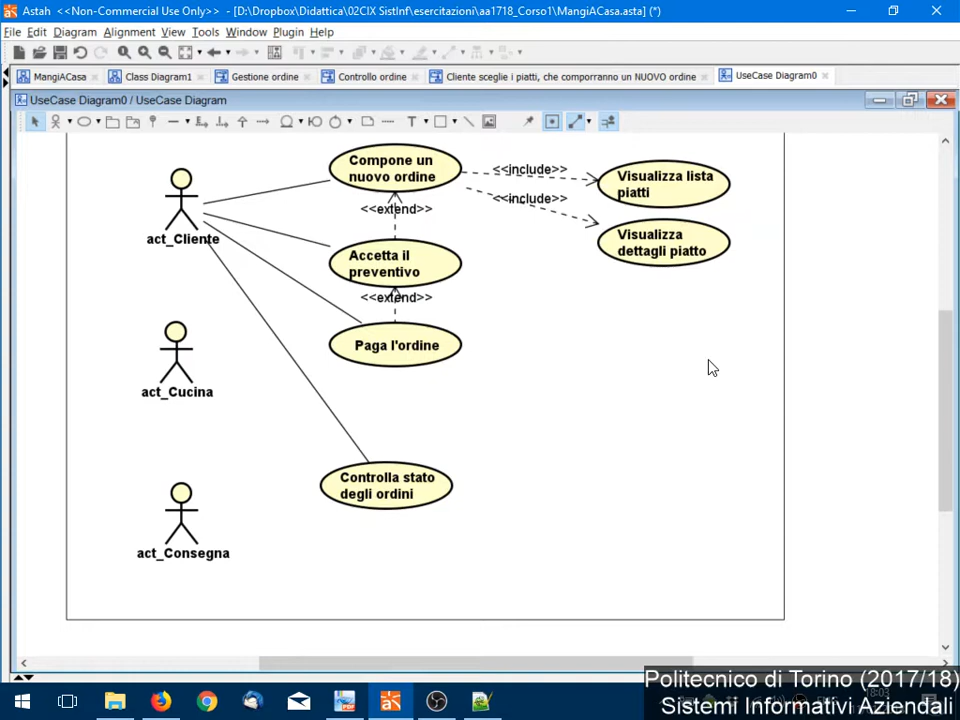 Astah <<Non-Commercial Use Only>> - [D:\Dropbox\Didattica\02CIX SistInf\esercitazioni\aa1718_Corso1\MangiACasa.asta] (*)
File Edit Diagram Alignment View Tools Window Plugin Help
MangiACasa Class Diagram1 Gestione ordine Controllo ordine Cliente sceglie i piatti, che comporranno un NUOVO ordine UseCase Diagram0
UseCase Diagram0 / UseCase Diagram
Compone un
nuovo ordine
<<include>>
Visualizza lista
piatti
<<include>>
<<extend>>
act_Cliente
Visualizza
dettagli piatto
Accetta il
preventivo
<<extend>>
Paga l'ordine
act_Cucina
Controlla stato
degli ordini
act_Consegna
Politecnico di Torino (2017/18)
Sistemi Informativi Aziendali
18:03